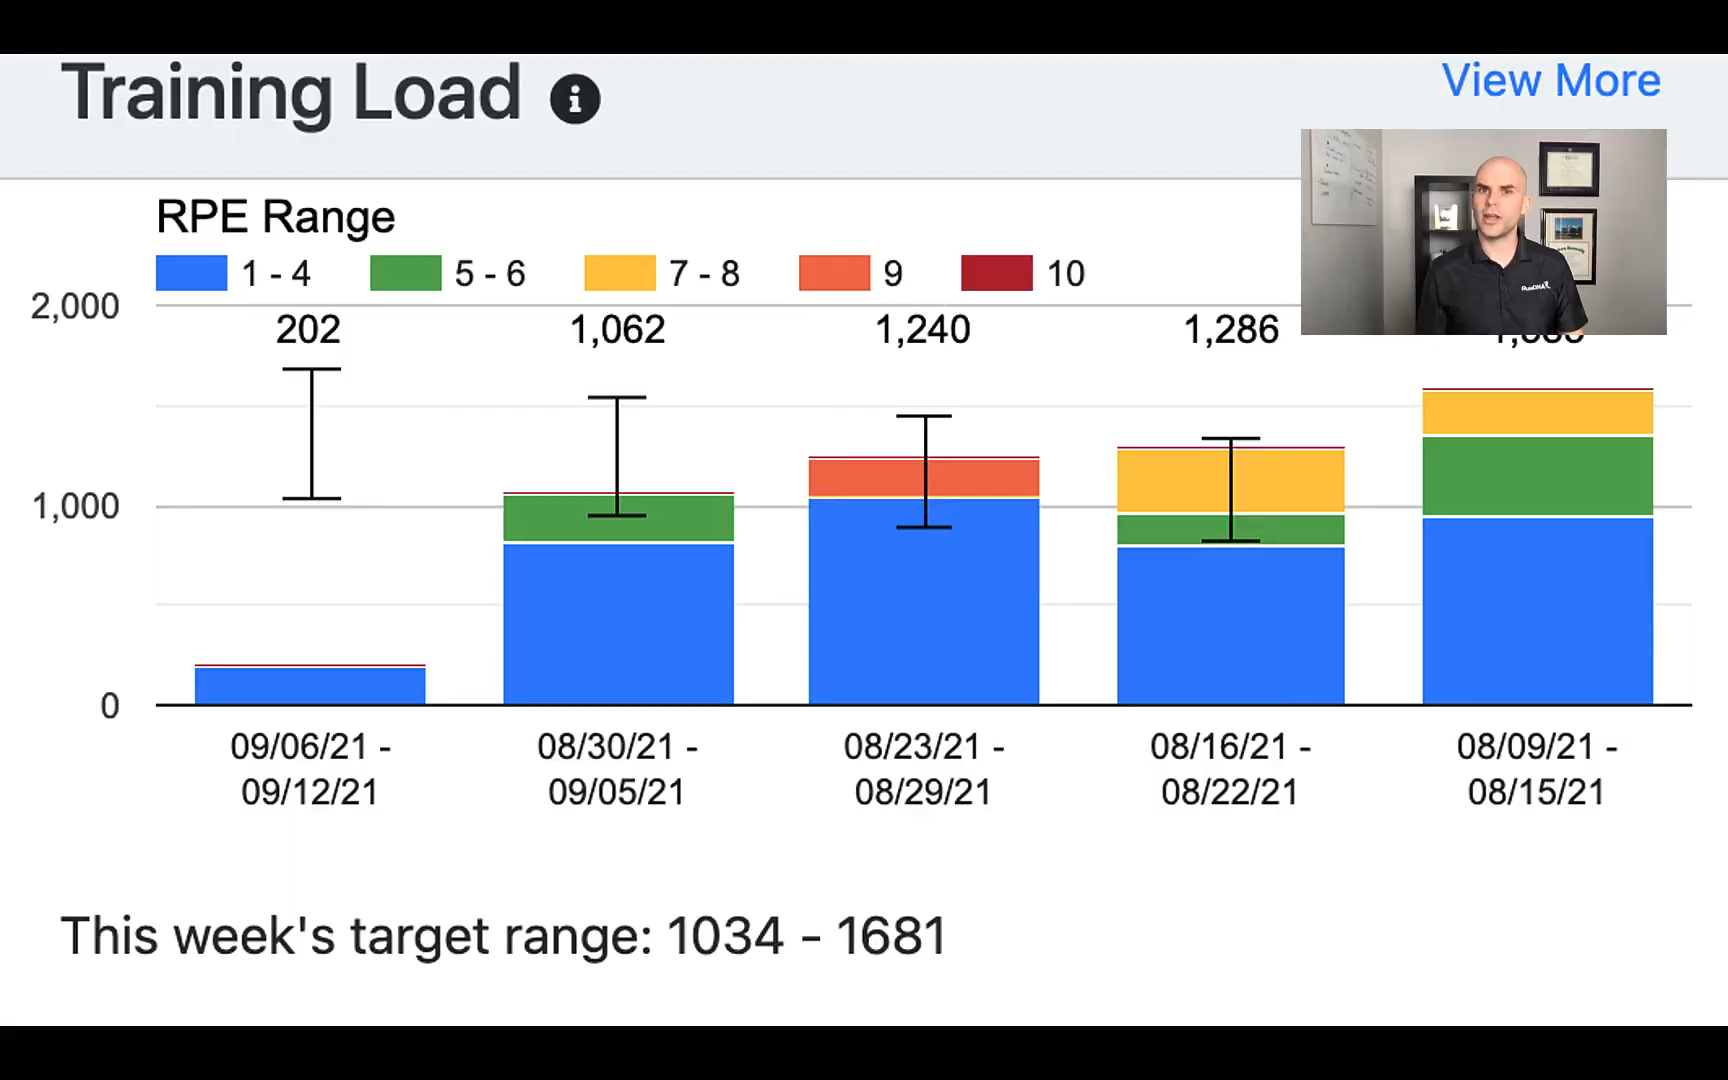 Training Load
View More
RPE Range
1 - 4 5 - 6 7 - 8 9 10
2,000
202 1,062 1,240 1,286
1,000
0
09/06/21 - 08/30/21 - 08/23/21 - 08/16/21 - 08/09/21 -
09/12/21 09/05/21 08/29/21 08/22/21 08/15/21
This week's target range: 1034 - 1681
RunDNA